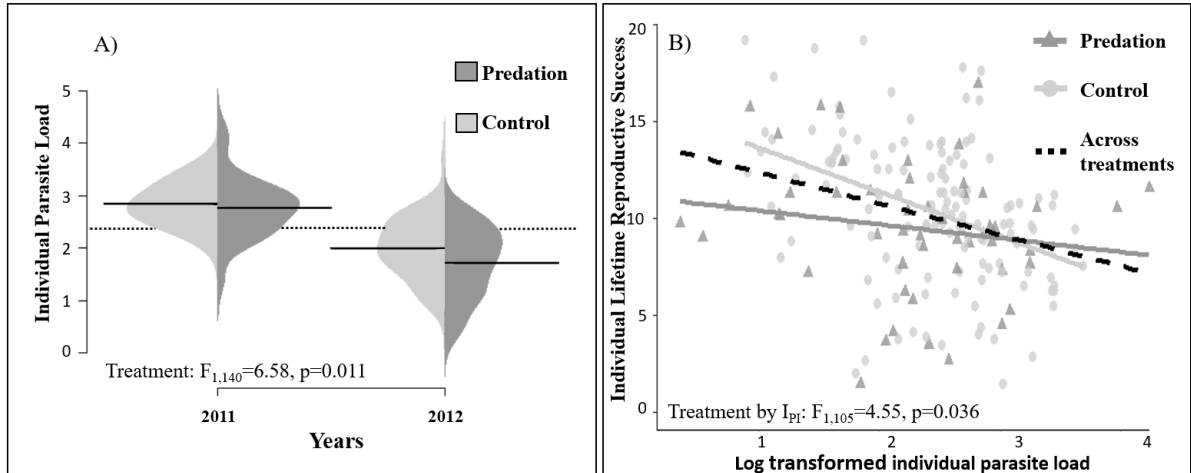 A)
Predation
Control
Individual Parasite Load
5
4
3
2
1
0
Treatment: F1,140=6.58, p=0.011
2011
2012
Years
B)
Predation
Control
Across
treatments
Individual Lifetime Reproductive Success
20
15
10
5
0
Treatment by IPI: F1,105=4.55, p=0.036
1
2
3
4
Log transformed individual parasite load